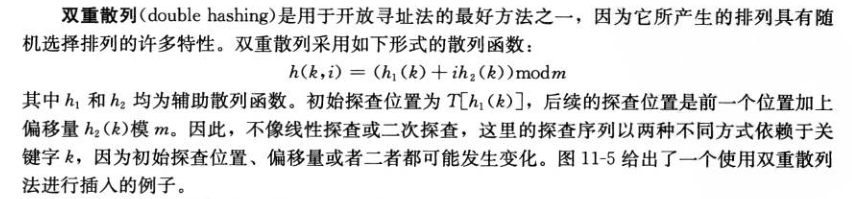 双重散列(double hashing)是用于开放寻址法的最好方法之一，因为它所产生的排列具有随
机选择排列的许多特性。双重散列采用如下形式的散列函数：
h(k,i) = (h₁(k)+ih₂(k))modm
其中 h₁ 和 h₂ 均为辅助散列函数。初始探查位置为 T[h₁(k)]，后续的探查位置是前一个位置加上
偏移量 h₂(k)模 m。因此，不像线性探查或二次探查，这里的探查序列以两种不同方式依赖于关
键字 k，因为初始探查位置、偏移量或者二者都可能发生变化。图 11-5 给出了一个使用双重散列
法进行插入的例子。